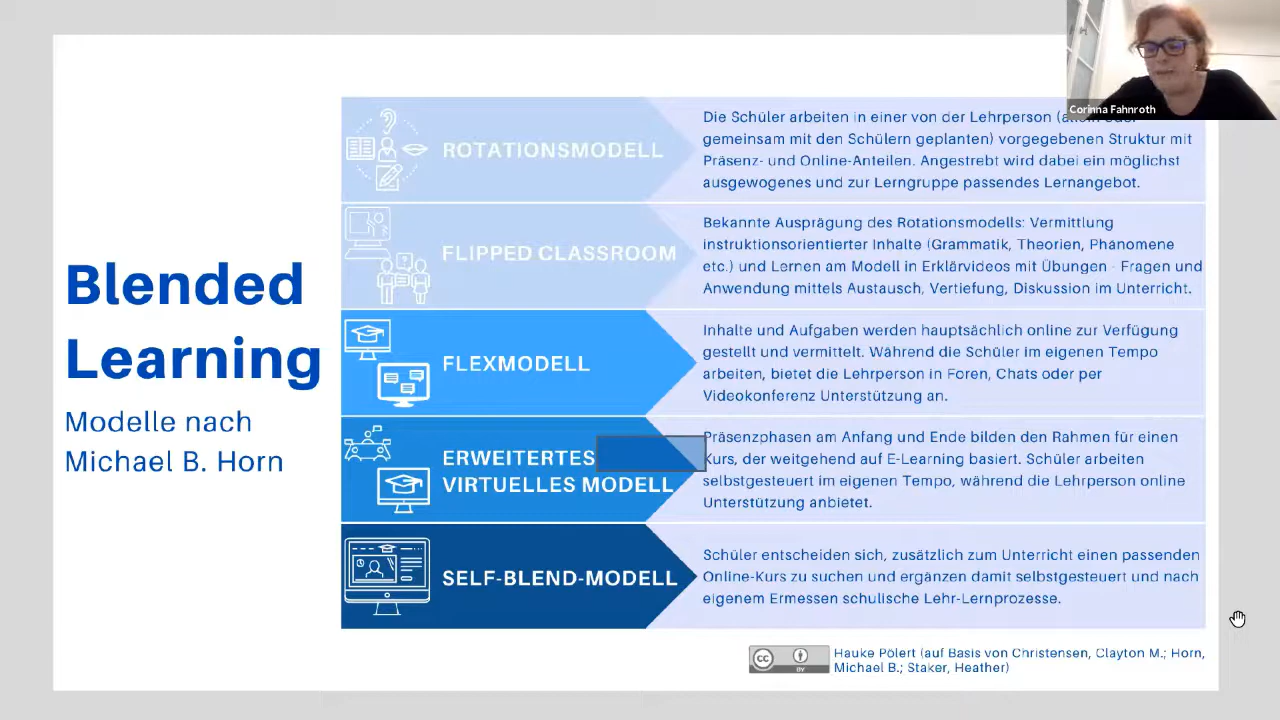 Corinna Fahnroth
Blended
Learning
Modelle nach
Michael B. Horn
ROTATIONSMODELL
Die Schüler arbeiten in einer von der Lehrperson (allein oder
gemeinsam mit den Schülern geplanten) vorgegebenen Struktur mit
Präsenz- und Online-Anteilen. Angestrebt wird dabei ein möglichst
ausgewogenes und zur Lerngruppe passendes Lernangebot.
FLIPPED CLASSROOM
Bekannte Ausprägung des Rotationsmodells: Vermittlung
instruktionsorientierter Inhalte (Grammatik, Theorien, Phänomene
etc.) und Lernen am Modell in Erklärvideos mit Übungen - Fragen und
Anwendung mittels Austausch, Vertiefung, Diskussion im Unterricht.
FLEXMODELL
Inhalte und Aufgaben werden hauptsächlich online zur Verfügung
gestellt und vermittelt. Während die Schüler im eigenen Tempo
arbeiten, bietet die Lehrperson in Foren, Chats oder per
Videokonferenz Unterstützung an.
ERWEITERTES
VIRTUELLES MODELL
Präsenzphasen am Anfang und Ende bilden den Rahmen für einen
Kurs, der weitgehend auf E-Learning basiert. Schüler arbeiten
selbstgesteuert im eigenen Tempo, während die Lehrperson online
Unterstützung anbietet.
SELF-BLEND-MODELL
Schüler entscheiden sich, zusätzlich zum Unterricht einen passenden
Online-Kurs zu suchen und ergänzen damit selbstgesteuert und nach
eigenem Ermessen schulische Lehr-Lernprozesse.
cc
BY
Hauke Pölert (auf Basis von Christensen, Clayton M.; Horn,
Michael B.; Staker, Heather)